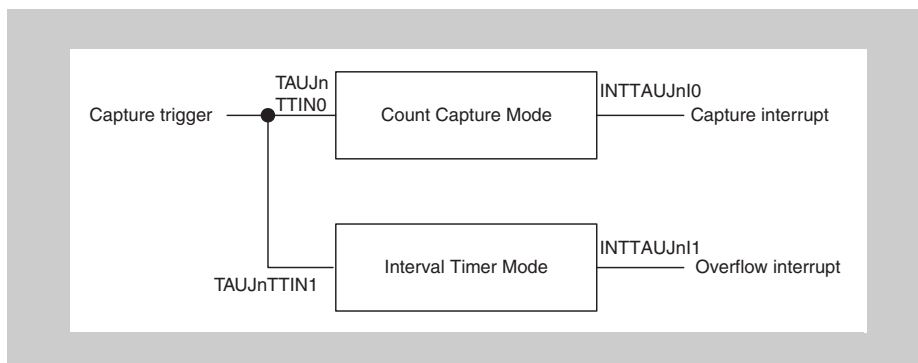 TAUJn
TTIN0
INTTAUJnI0
Capture trigger
Count Capture Mode
Capture interrupt
INTTAUJnI1
Interval Timer Mode
Overflow interrupt
TAUJnTTIN1